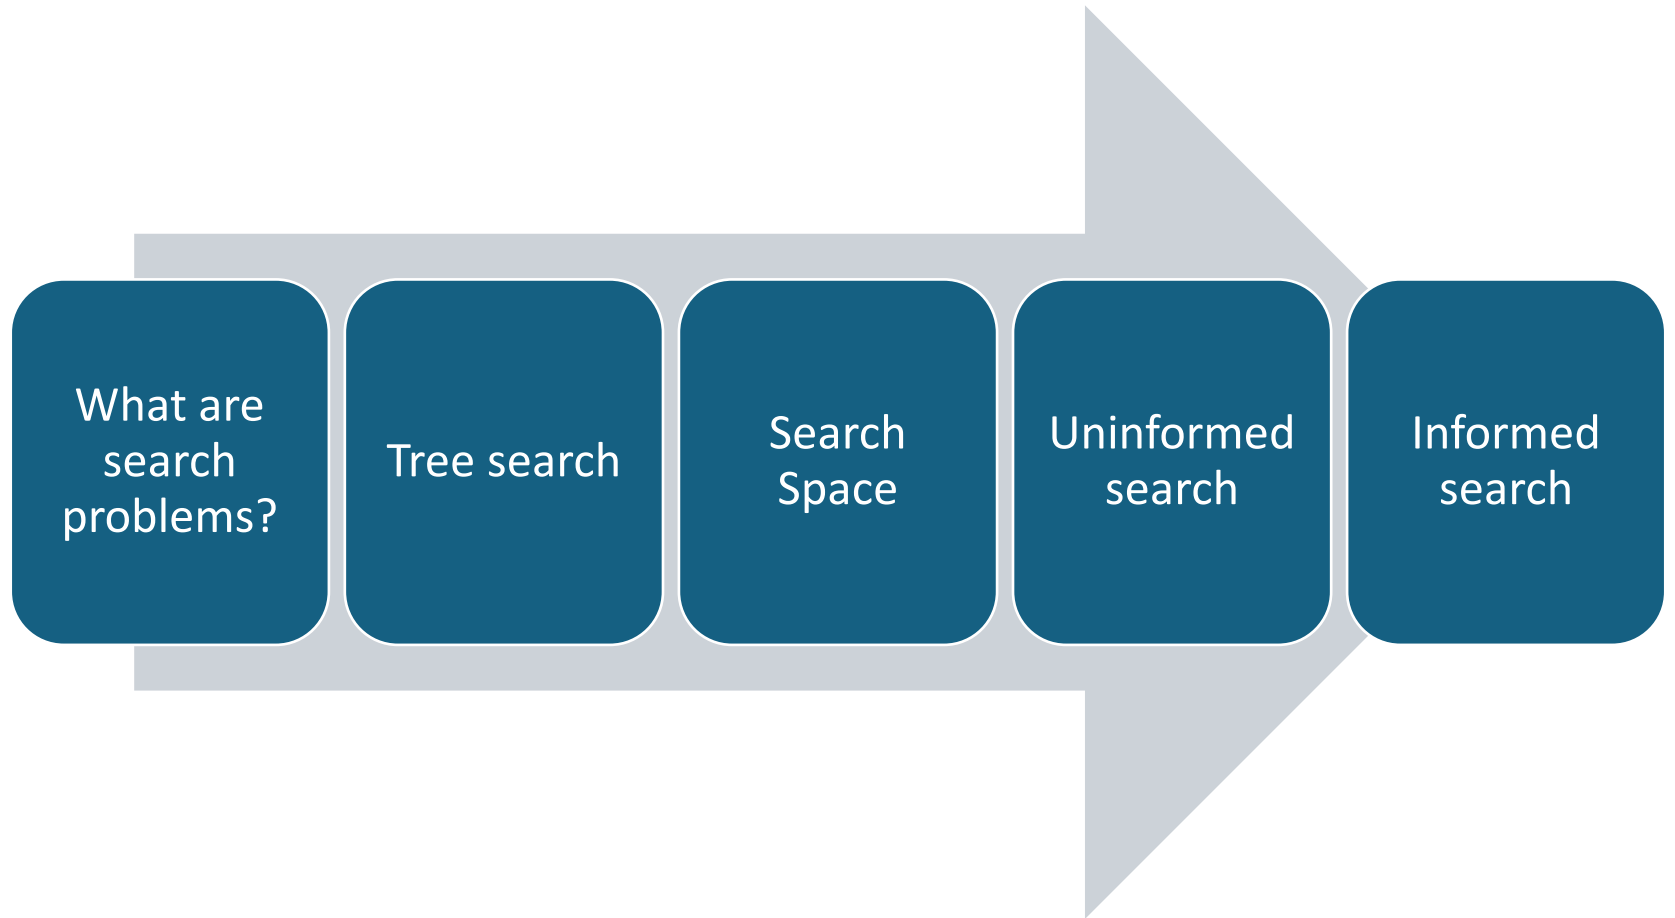 What are
search
problems?
Tree search
Search
Space
Uninformed
search
Informed
search